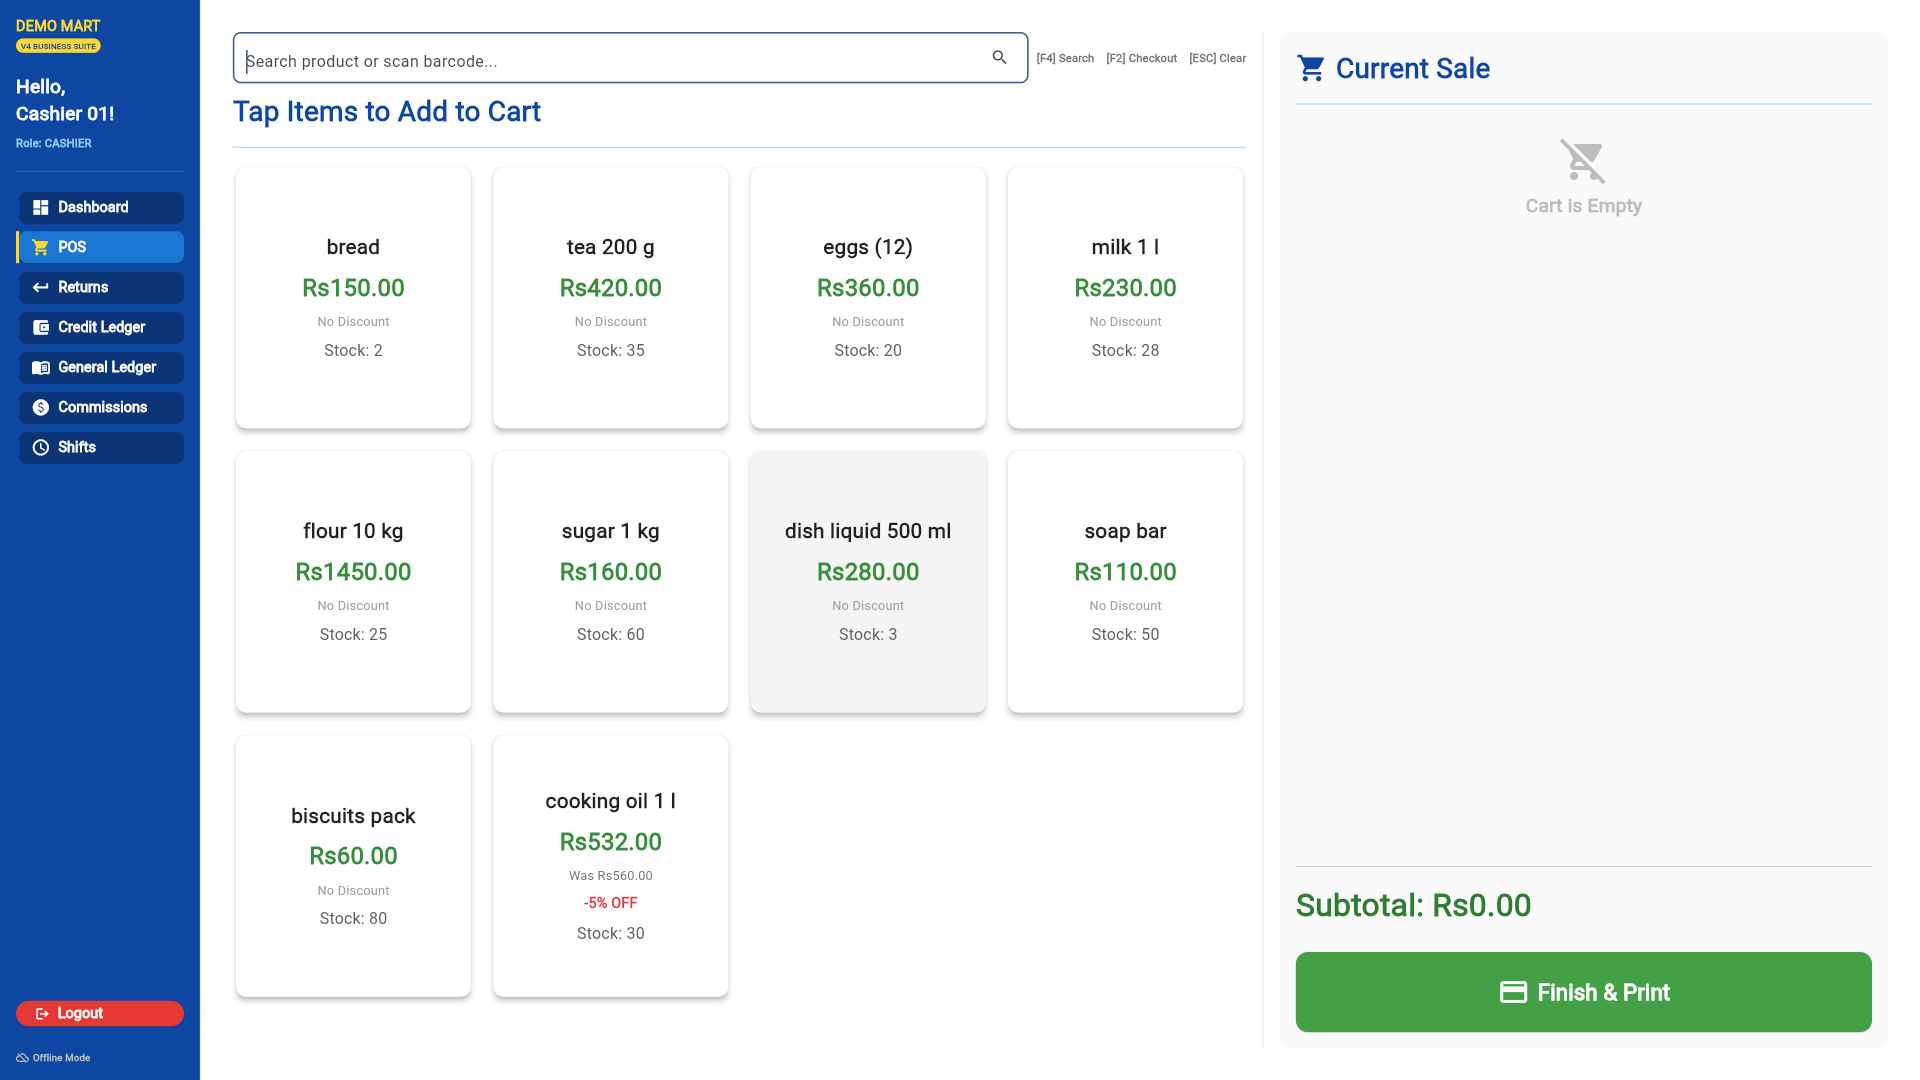 DEMO MART
V4 BUSINESS SUITE
Hello,
Cashier 01!
Role: CASHIER
Dashboard
POS
Returns
Credit Ledger
General Ledger
Commissions
Shifts
Logout
Offline Mode
Search product or scan barcode...
[F4] Search [F2] Checkout [ESC] Clear
Tap Items to Add to Cart
bread
Rs150.00
No Discount
Stock: 2
tea 200 g
Rs420.00
No Discount
Stock: 35
eggs (12)
Rs360.00
No Discount
Stock: 20
milk 1 l
Rs230.00
No Discount
Stock: 28
flour 10 kg
Rs1450.00
No Discount
Stock: 25
sugar 1 kg
Rs160.00
No Discount
Stock: 60
dish liquid 500 ml
Rs280.00
No Discount
Stock: 3
soap bar
Rs110.00
No Discount
Stock: 50
biscuits pack
Rs60.00
No Discount
Stock: 80
cooking oil 1 l
Rs532.00
Was Rs560.00
-5% OFF
Stock: 30
Current Sale
Cart is Empty
Subtotal: Rs0.00
Finish & Print